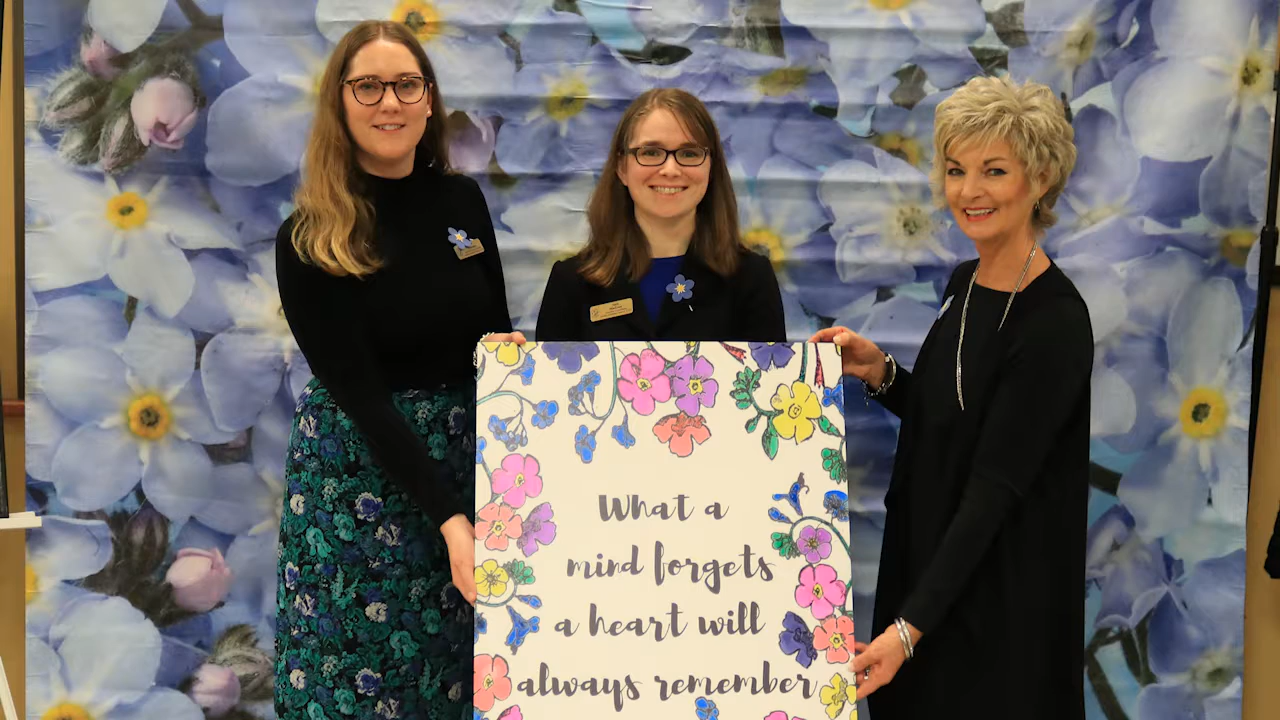 What a
mind forgets
a heart will
always remember